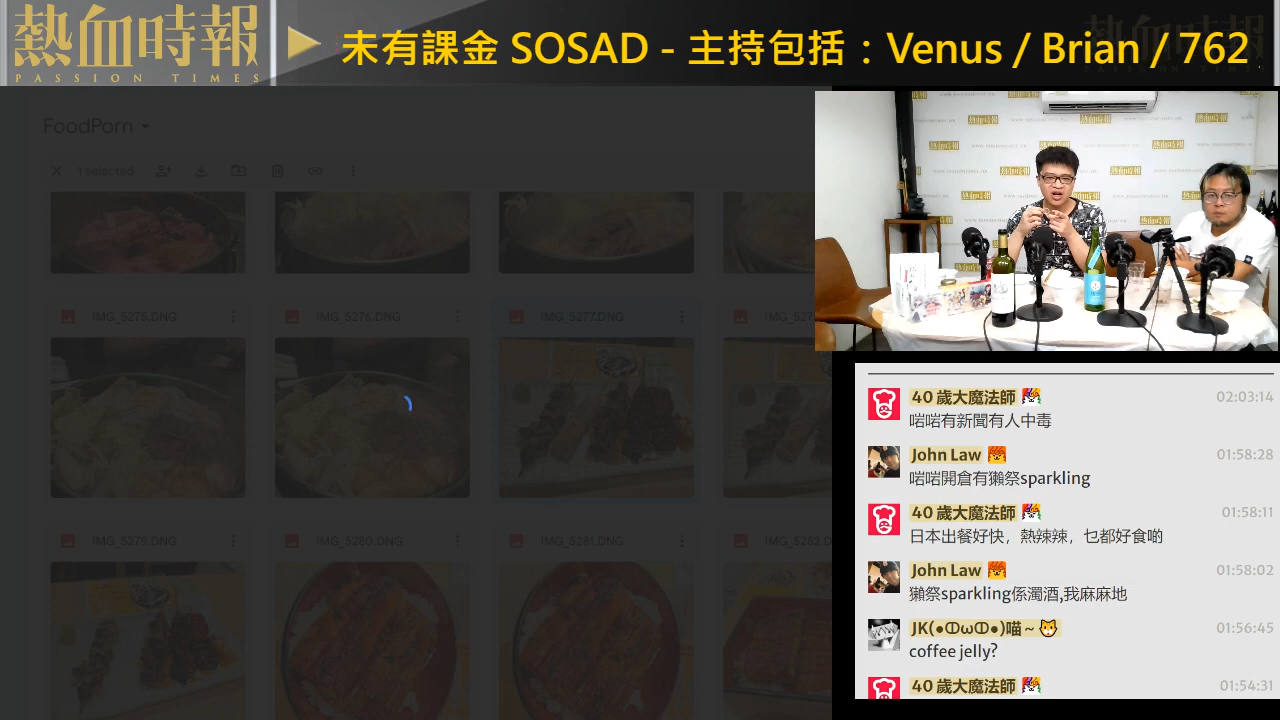 熱血時報
PASSION TIMES
未有課金 SOSAD - 主持包括：Venus / Brian / 762
FoodPorn
1 selected
IMG_5275.DNG
IMG_5276.DNG
IMG_5277.DNG
IMG_527
IMG_5279.DNG
IMG_5280.DNG
IMG_5281.DNG
IMG_5282.D
熱血時報
40 歲大魔法師 02:03:14
啱啱有新聞有人中毒
John Law 01:58:28
啱啱開倉有獺祭sparkling
40 歲大魔法師 01:58:11
日本出餐好快，熱辣辣，乜都好食啲
John Law 01:58:02
獺祭sparkling係濁酒,我麻麻地
JK(●ↀωↀ●)喵~ 01:56:45
coffee jelly?
40 歲大魔法師 01:54:31